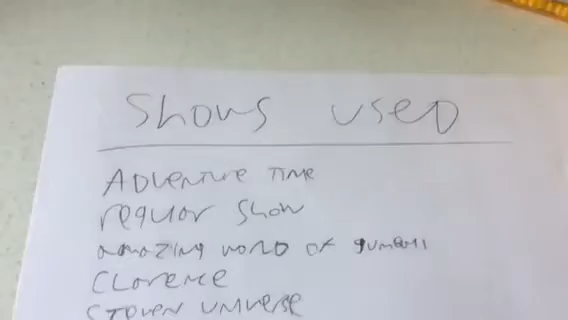 Shows used
ADVENTURE TIME
regular Show
amazing world of gumball
Clarence
STEVEN UNIVERSE